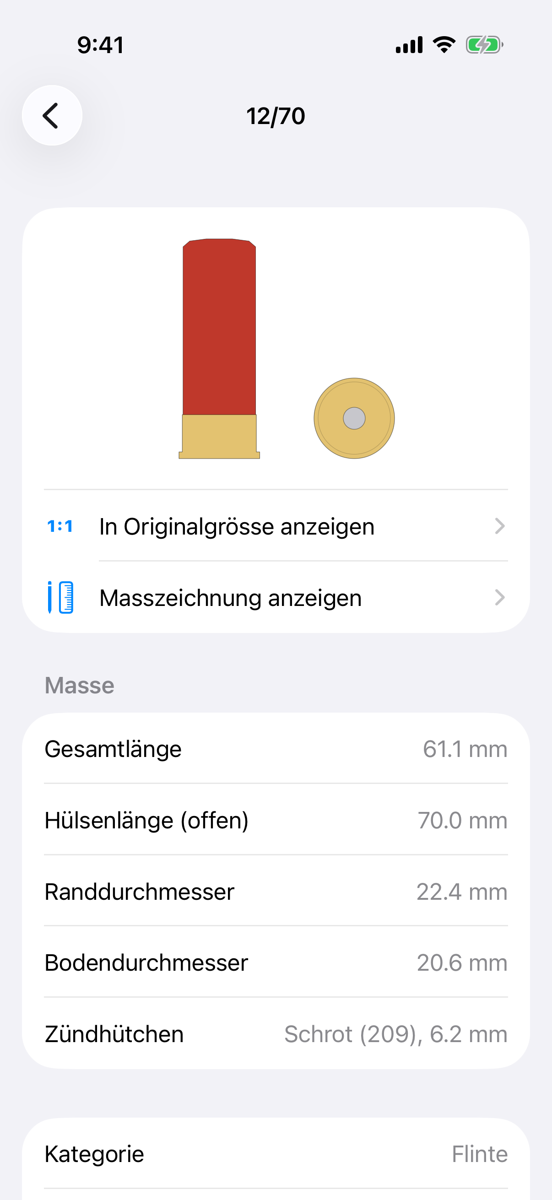 9:41
12/70
1:1 In Originalgrösse anzeigen
Masszeichnung anzeigen
Masse
Gesamtlänge 61.1 mm
Hülsenlänge (offen) 70.0 mm
Randdurchmesser 22.4 mm
Bodendurchmesser 20.6 mm
Zündhütchen Schrot (209), 6.2 mm
Kategorie Flinte